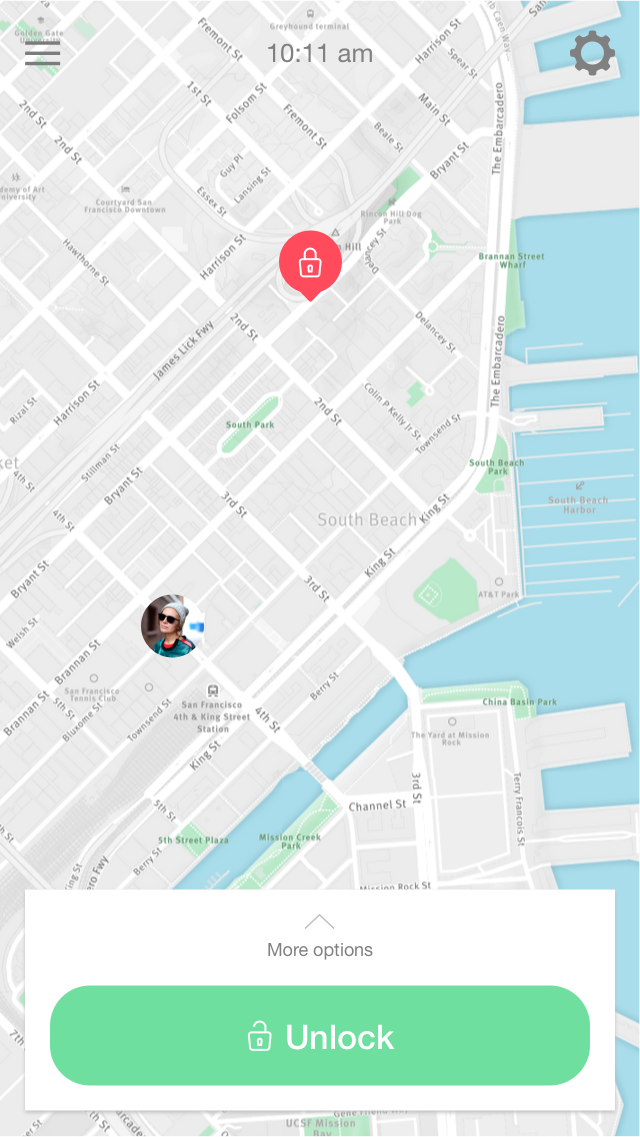 Greyhound terminal
Golden Gate
University
10:11 am
Fremont St
Harrison St
Spear St
1st St
Folsom St
Main St
The Embarcadero
2nd St
2nd St
Fremont St
Beale St
Bryant St
Guy Pl
Lansing St
Essex St
Courtyard San
Francisco Downtown
Rincon Hill Dog
Park
Hawthorne St
Harrison St
Hill
Delancey St
Brannan Street
Wharf
2nd St
James Lick Fwy
Delancey St
The Embarcadero
Rizal St
Harrison St
Colin P Kelly Jr St
2nd St
South Park
Townsend St
Stillman St
South Beach
Park
4th St
Bryant St
3rd St
South Beach
Harbor
4th St
South Beach
King St
King St
Bryant St
3rd St
AT&T Park
Welsh St
Brannan St
Berry St
San Francisco
Tennis Club
5th St
Brannan St
Bluxome St
Townsend St
San Francisco
4th & King Street
Station
4th St
China Basin Park
King St
The Yard at Mission
Rock
3rd St
Terry Francois St
5th St
Channel St
5th Street Plaza
Mission Creek
Park
Berry St
King St
Mission Rock St
More options
Unlock
7th
UCSF Mission
Bay